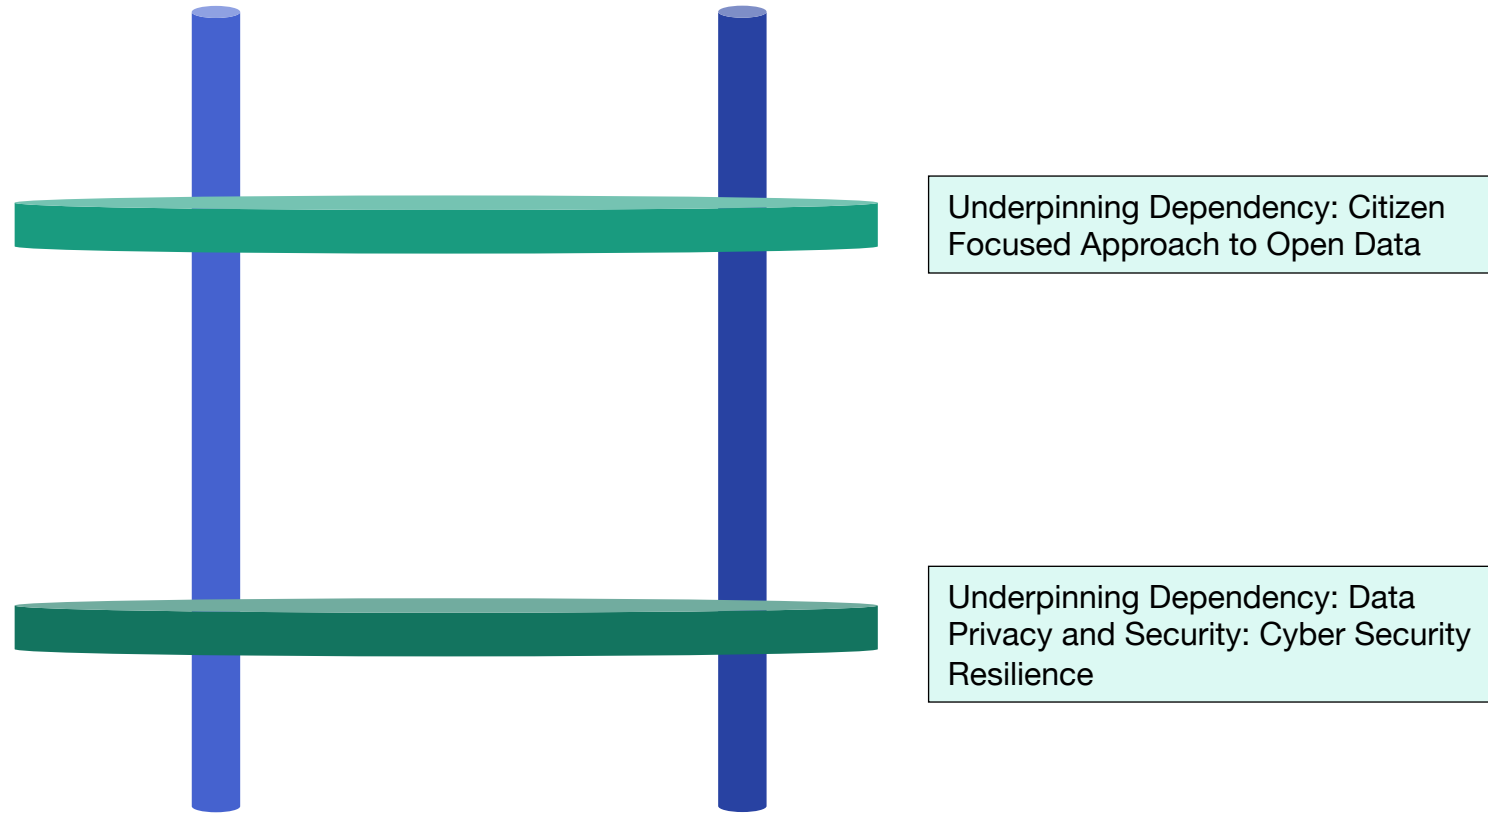 Underpinning Dependency: Citizen
Focused Approach to Open Data
Underpinning Dependency: Data
Privacy and Security: Cyber Security
Resilience